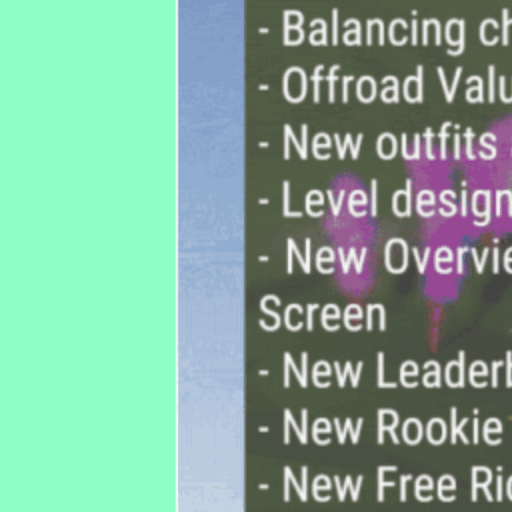 - Balancing
- Offroad
- New outfits
- Level design
- New
Screen
- New
- New Rookie
- New Free